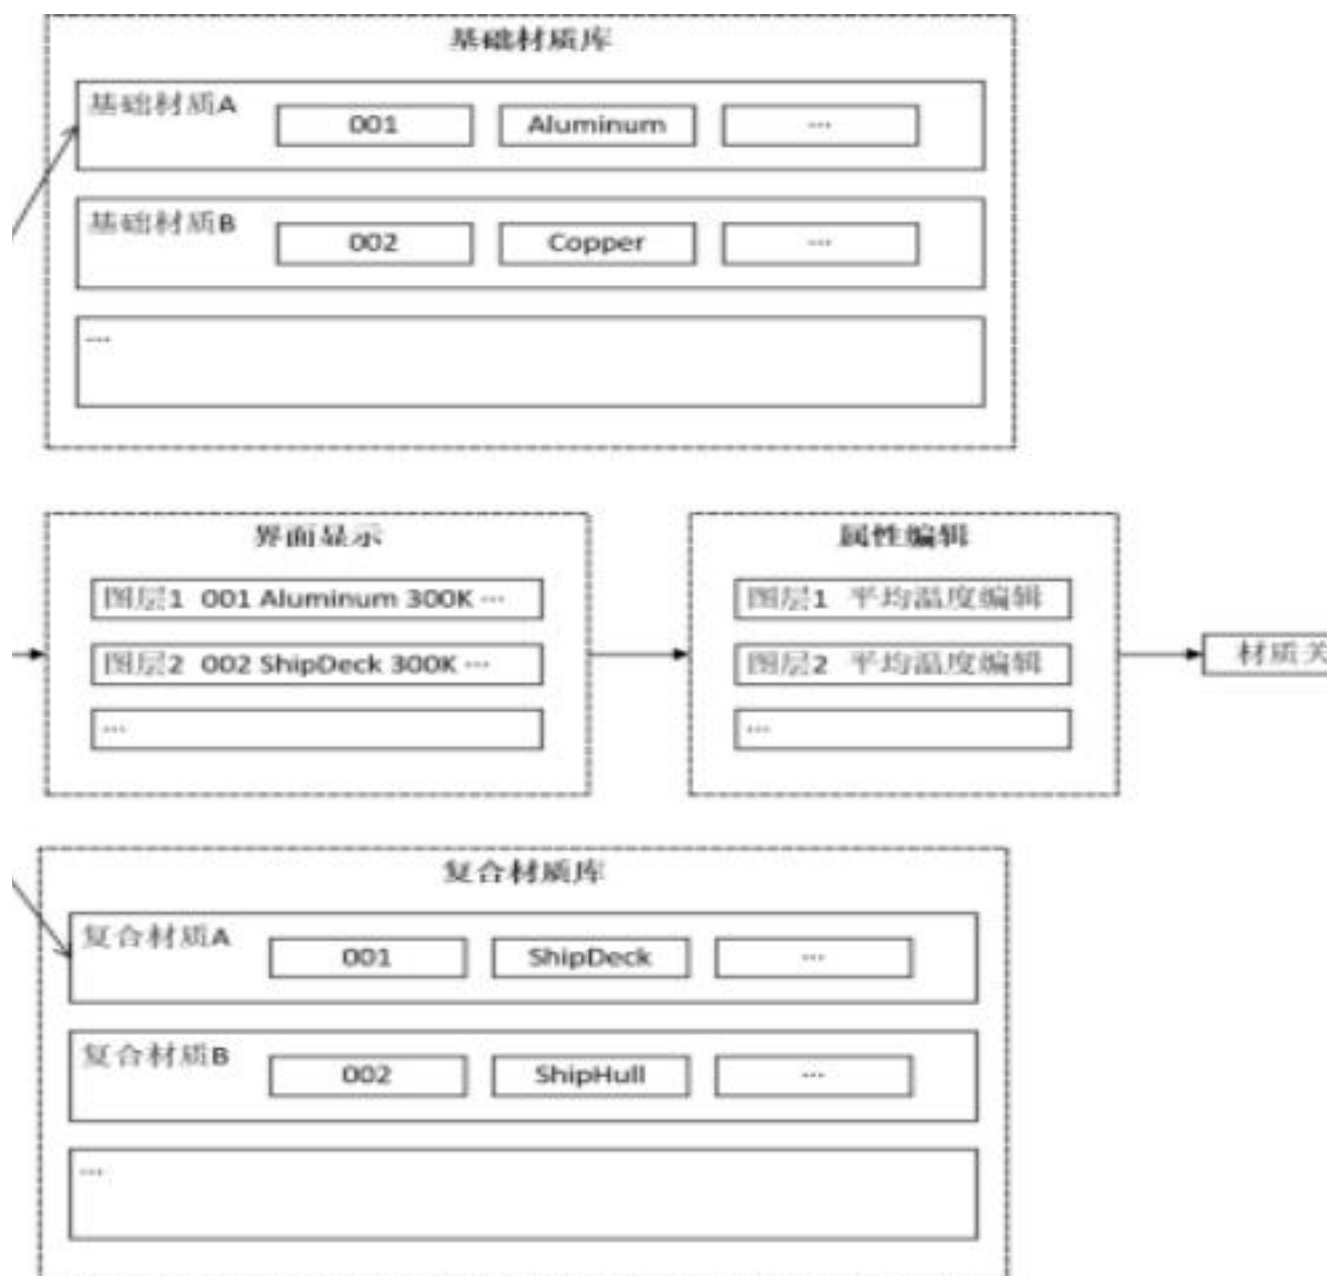 基础材质库
基础材质A 001 Aluminum ...
基础材质B 002 Copper ...
...
界面显示
图层1 001 Aluminum 300K ...
图层2 002 ShipDeck 300K ...
...
属性编辑
图层1 平均温度编辑
图层2 平均温度编辑
...
材质关
复合材质库
复合材质A 001 ShipDeck ...
复合材质B 002 ShipHull ...
...